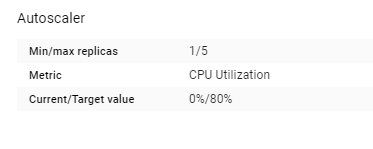 Autoscaler
Min/max replicas 1/5
Metric CPU Utilization
Current/Target value 0%/80%